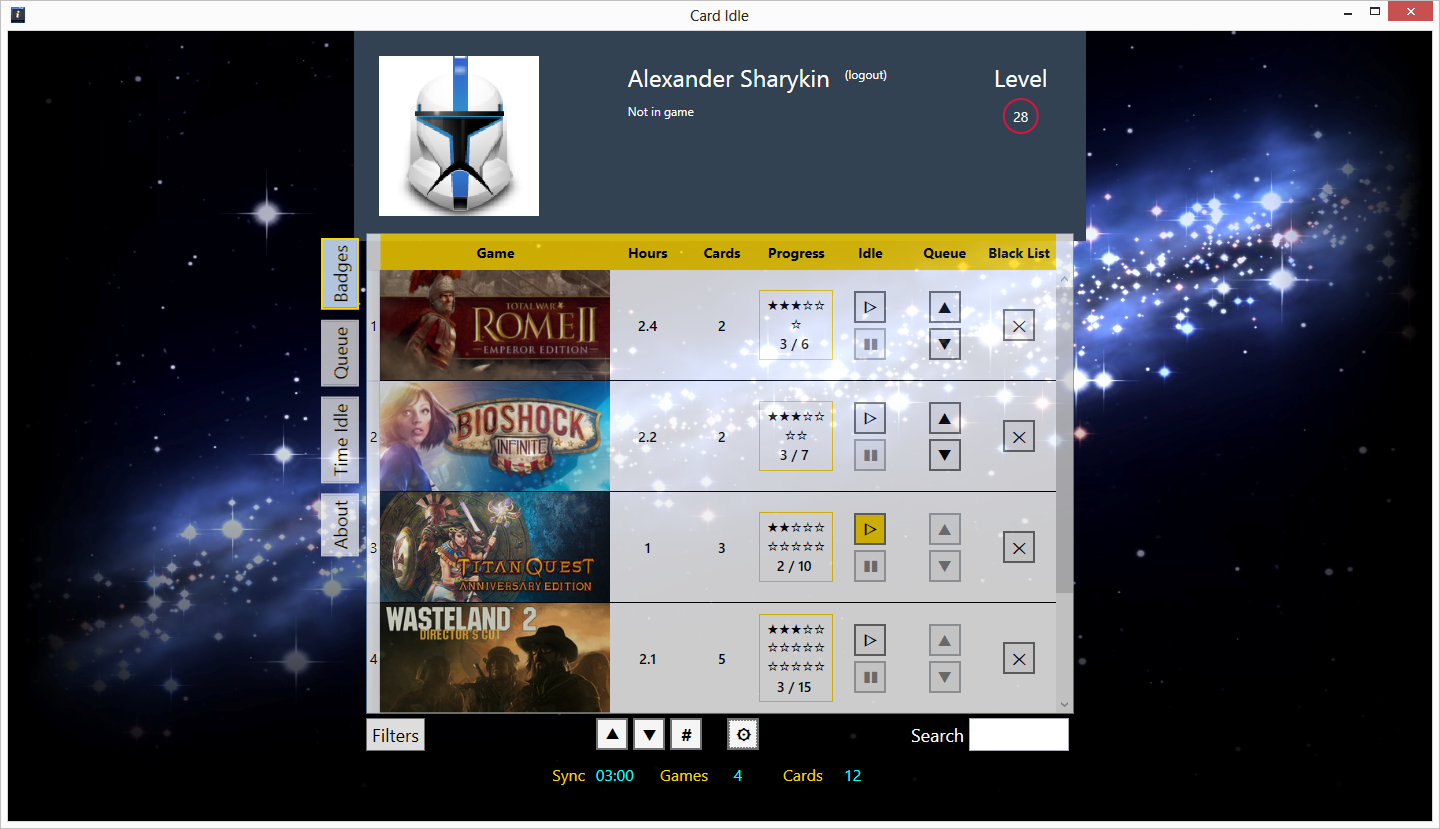 Card Idle
Alexander Sharykin (logout)
Level
Not in game
28
Badges
Queue
Time Idle
About
Game Hours Cards Progress Idle Queue Black List
1
TOTAL WAR
ROME II
EMPEROR EDITION
2.4
2
★★★☆☆
☆
3 / 6
2
BIOSHOCK
INFINITE
2.2
2
★★★☆☆
☆☆
3 / 7
3
TITAN QUEST
ANNIVERSARY EDITION
1
3
★★☆☆☆
☆☆☆☆☆
2 / 10
4
WASTELAND 2
DIRECTOR'S CUT
2.1
5
★★★☆☆
☆☆☆☆☆
☆☆☆☆☆
3 / 15
Filters
#
Search
Sync 03:00 Games 4 Cards 12